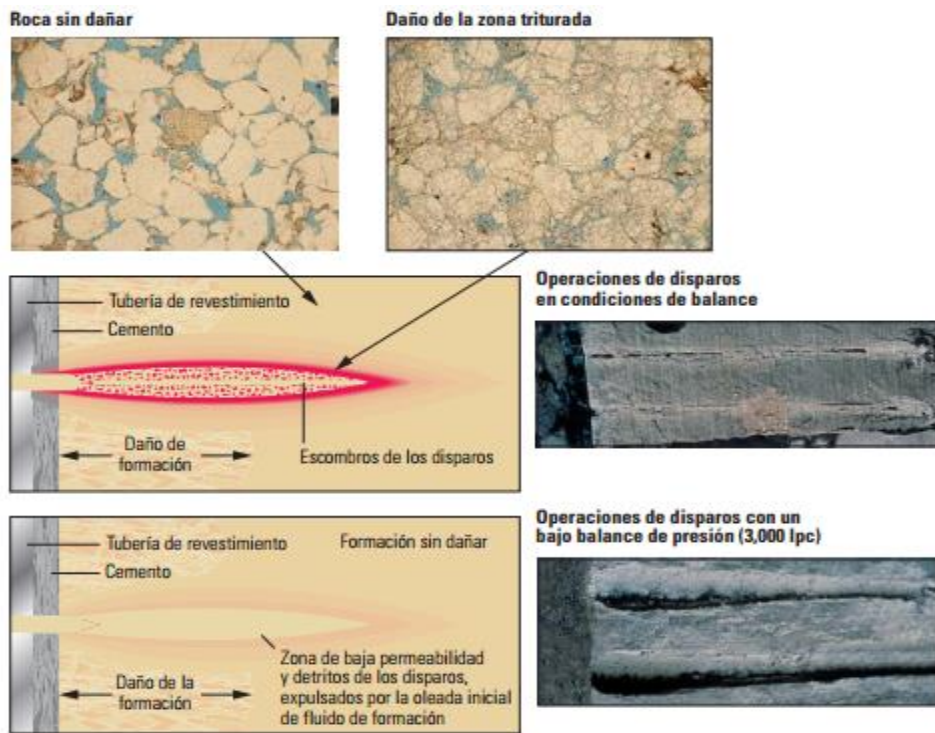 Roca sin dañar
Daño de la zona triturada
Tubería de revestimiento
Cemento
Daño de
formación
Escombros de los disparos
Operaciones de disparos
en condiciones de balance
Tubería de revestimiento
Formación sin dañar
Cemento
Zona de baja permeabilidad
y detritos de los disparos,
expulsados por la oleada inicial
de fluido de formación
Daño de la
formación
Operaciones de disparos con un
bajo balance de presión (3,000 lpc)